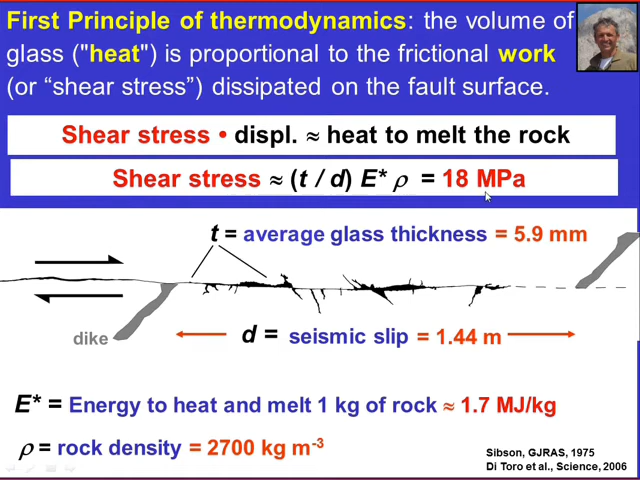 First Principle of thermodynamics: the volume of
glass ("heat") is proportional to the frictional work
(or “shear stress”) dissipated on the fault surface.
Shear stress • displ. ≈ heat to melt the rock
Shear stress ≈ (t / d) E* ρ = 18 MPa
t = average glass thickness = 5.9 mm
dike
d = seismic slip = 1.44 m
E* = Energy to heat and melt 1 kg of rock ≈ 1.7 MJ/kg
ρ = rock density = 2700 kg m⁻³
Sibson, GJRAS, 1975
Di Toro et al., Science, 2006